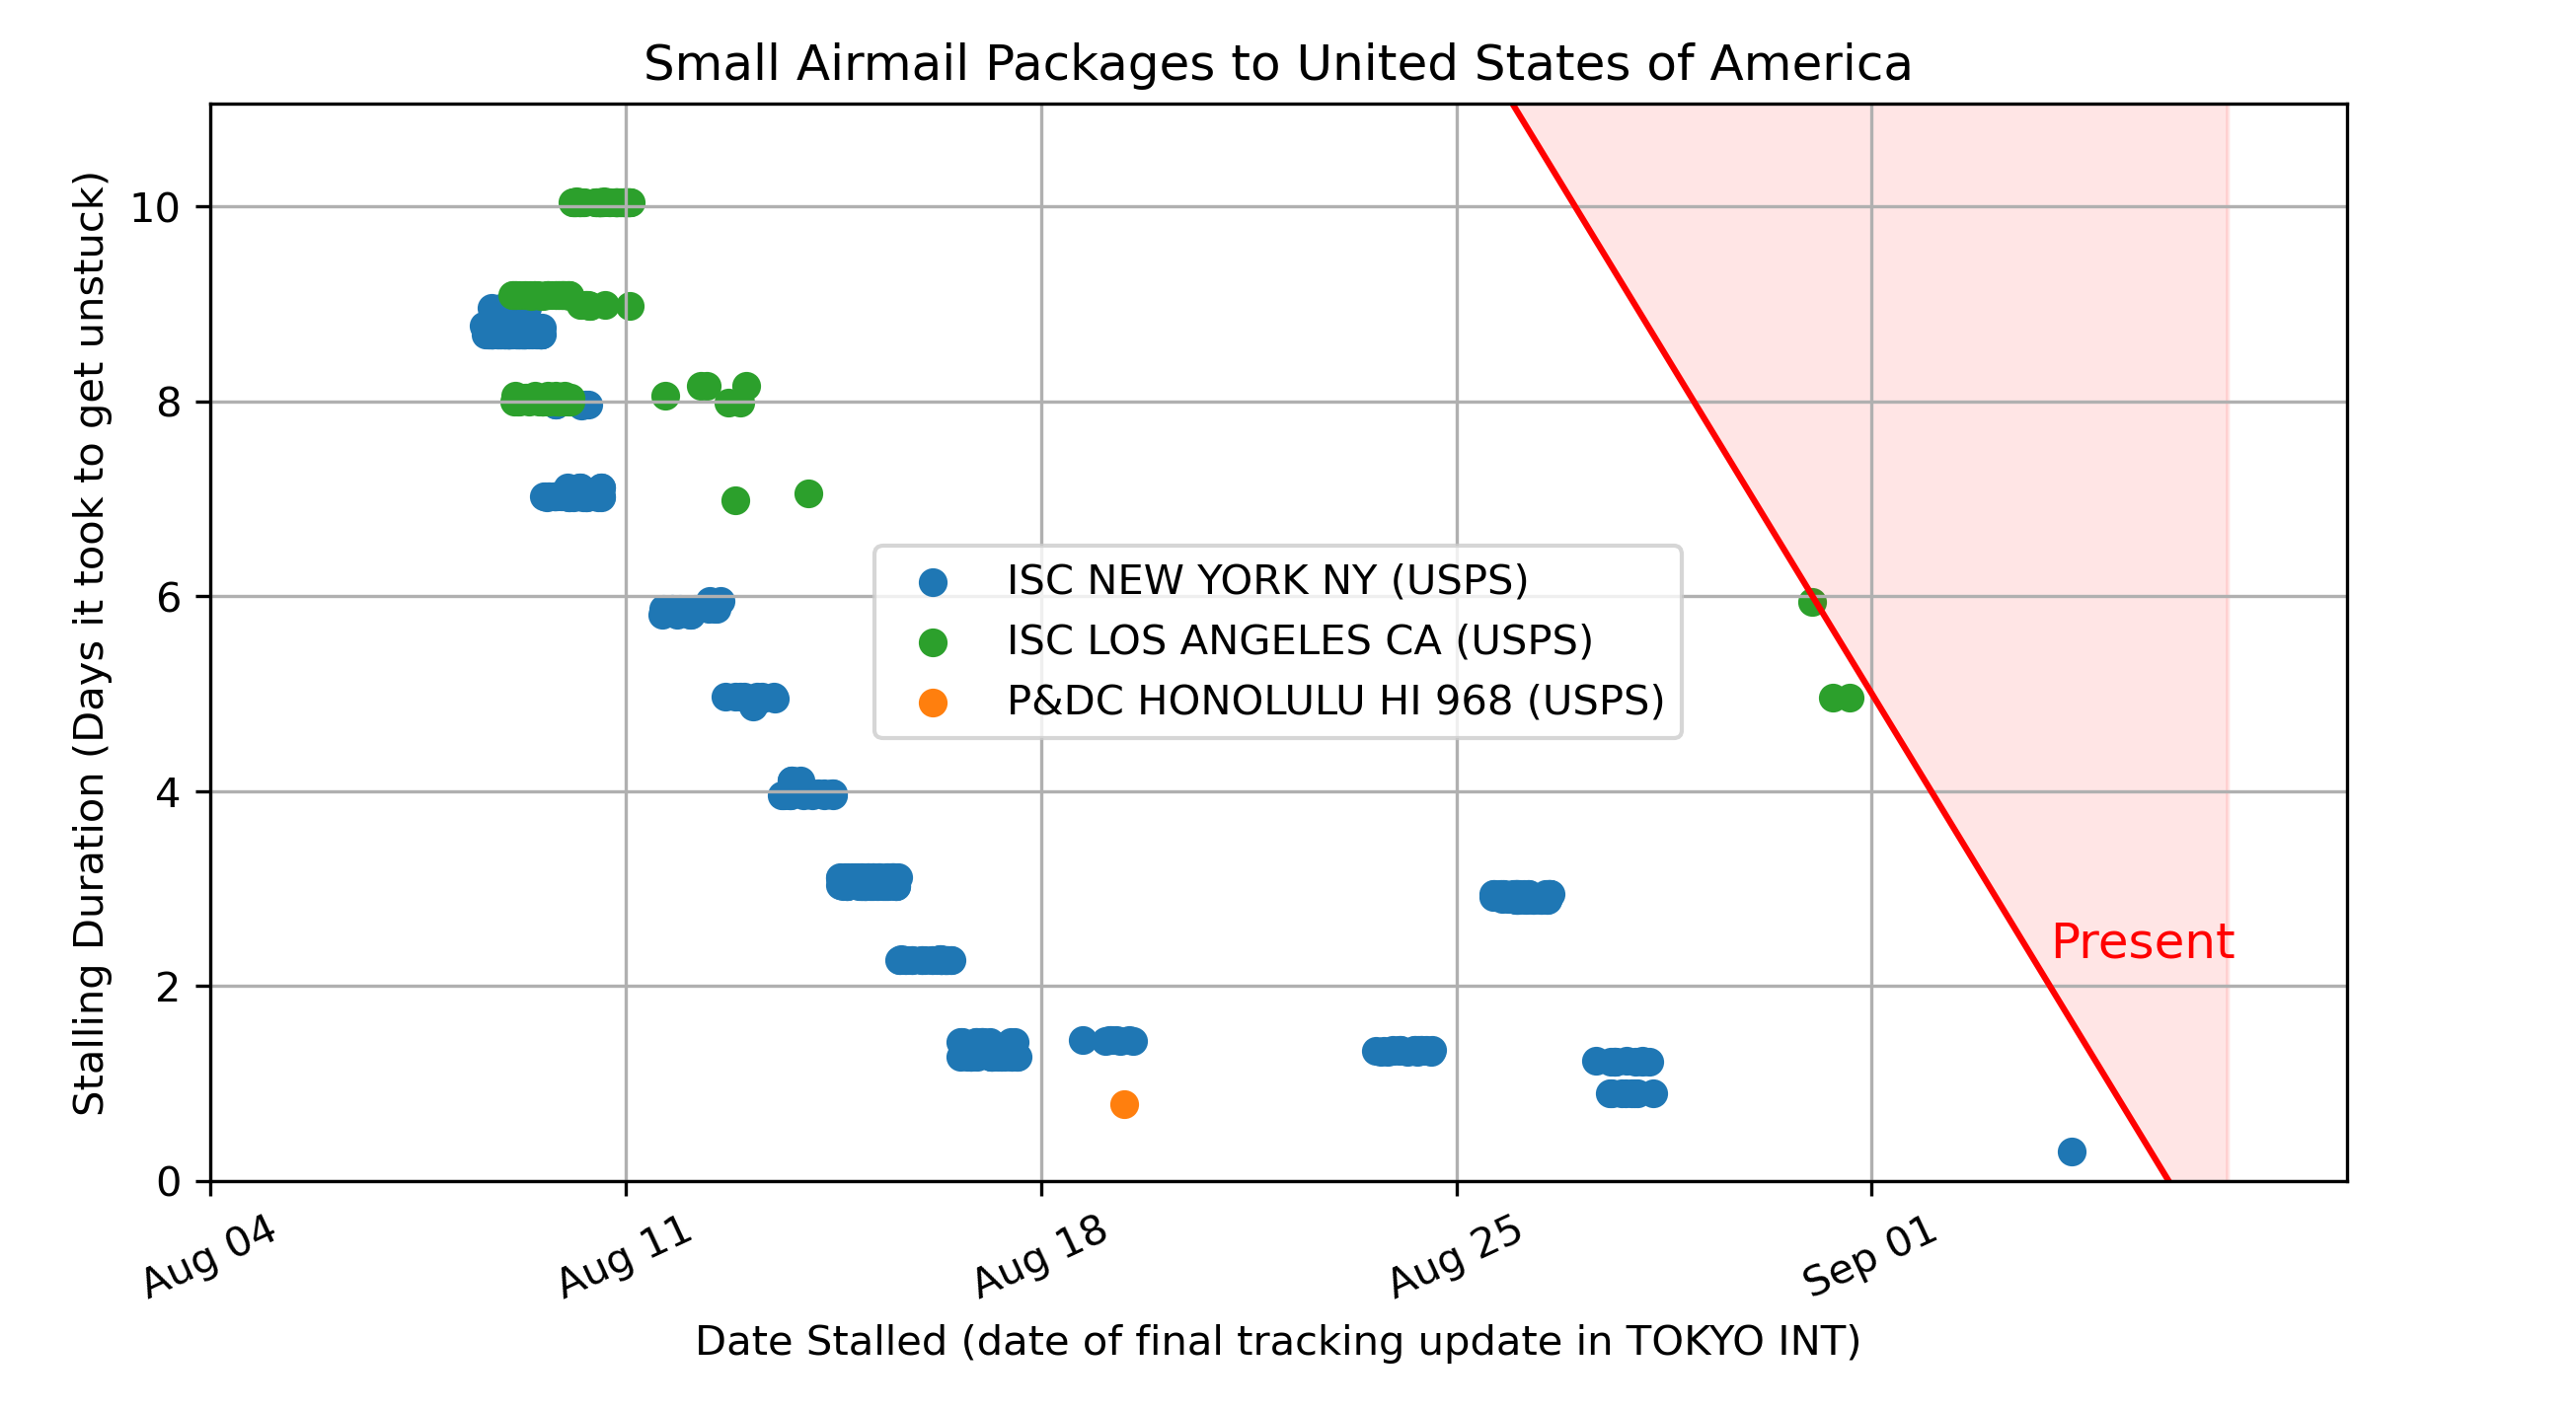 Small Airmail Packages to United States of America
Stalling Duration (Days it took to get unstuck)
10
8
6
4
2
0
ISC NEW YORK NY (USPS)
ISC LOS ANGELES CA (USPS)
P&DC HONOLULU HI 968 (USPS)
Present
Aug 04
Aug 11
Aug 18
Aug 25
Sep 01
Date Stalled (date of final tracking update in TOKYO INT)